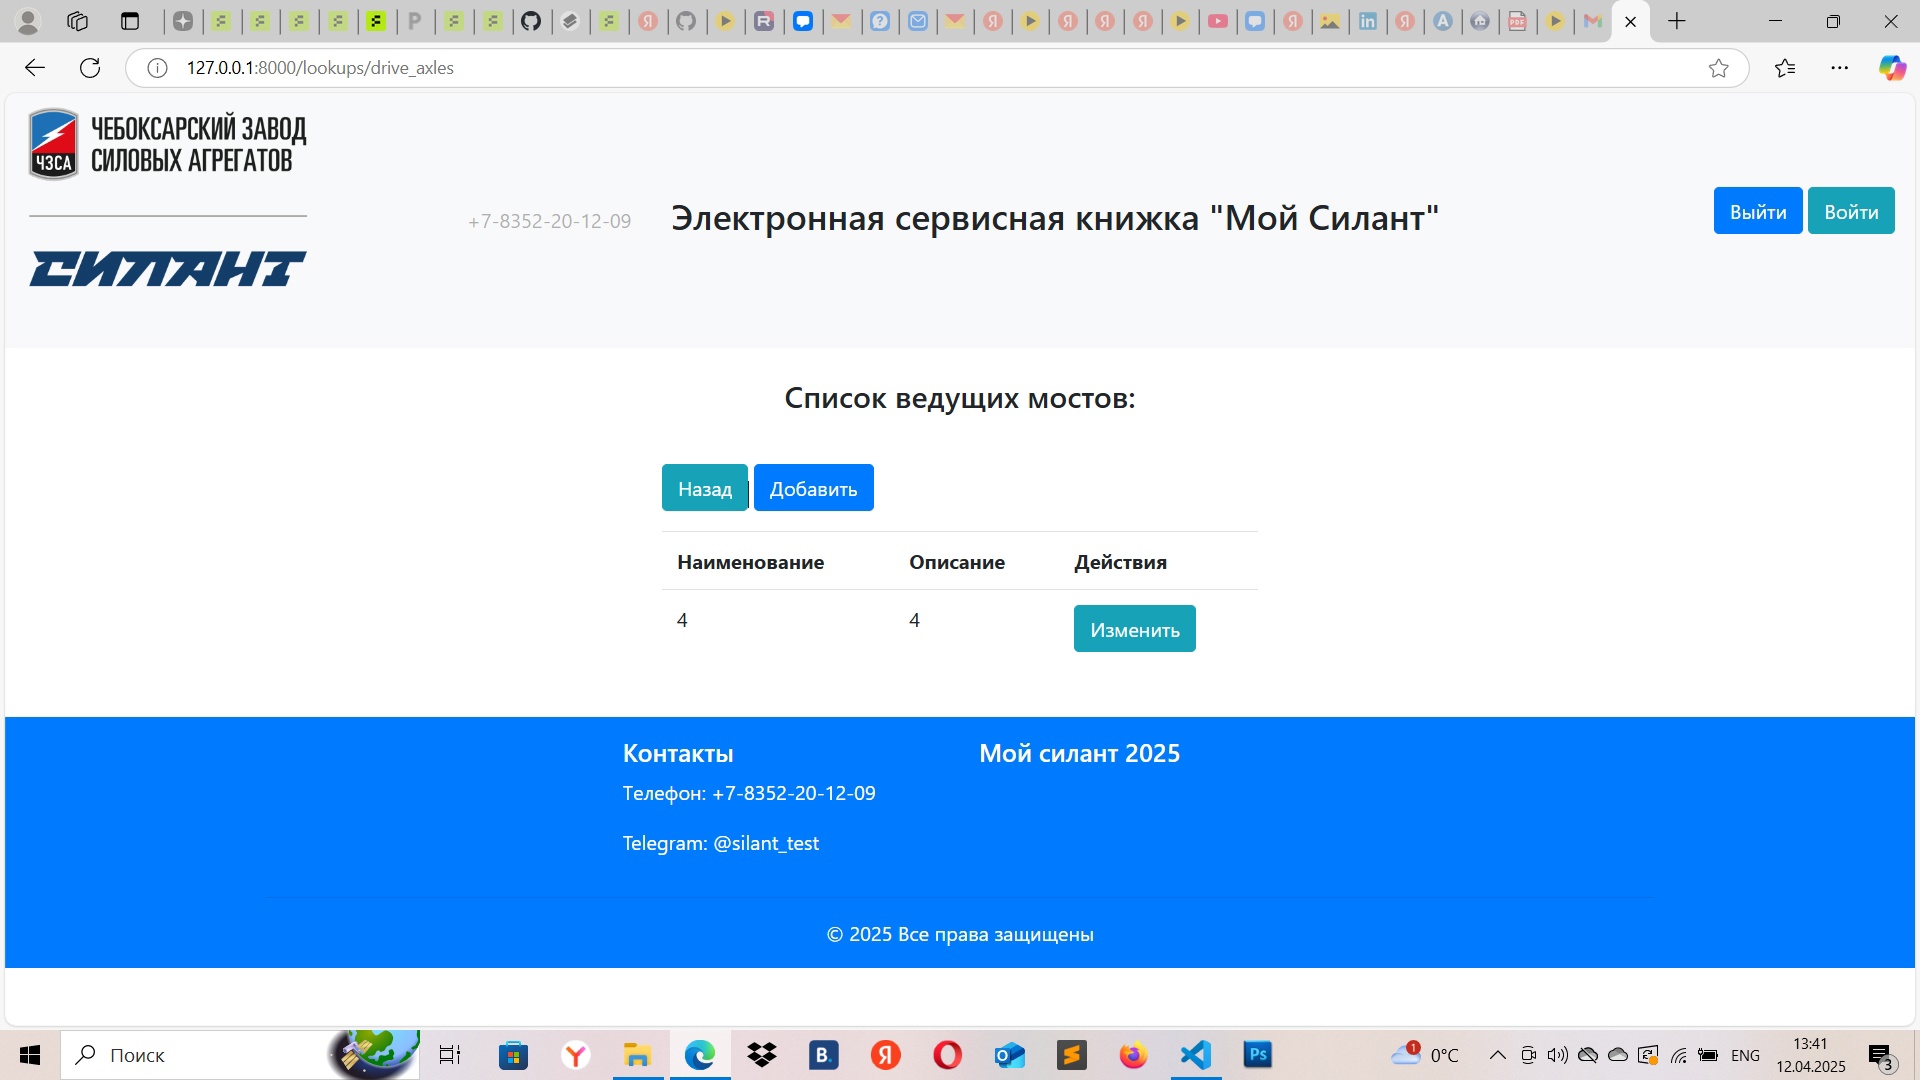 127.0.0.1:8000/lookups/drive_axles
ЧЕБОКСАРСКИЙ ЗАВОД
СИЛОВЫХ АГРЕГАТОВ
ЧЗСА
СИЛАНТ
+7-8352-20-12-09
Электронная сервисная книжка "Мой Силант"
Выйти
Войти
Список ведущих мостов:
Назад
Добавить
Наименование Описание Действия
4 4 Изменить
Контакты
Телефон: +7-8352-20-12-09
Telegram: @silant_test
Мой силант 2025
© 2025 Все права защищены
Поиск
B.
Я
Ps
1
0°C
ENG
13:41
12.04.2025
3